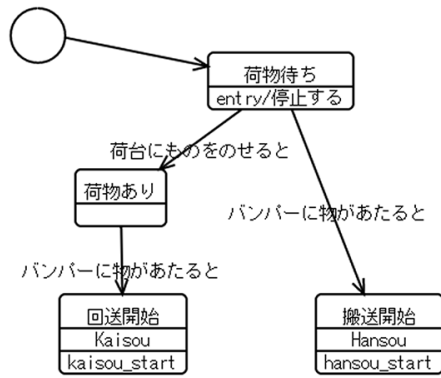 荷物待ち
entry/停止する
荷台にものをのせると
荷物あり
バンパーに物があたると
バンパーに物があたると
回送開始
Kaisou
kaisou_start
搬送開始
Hansou
hansou_start